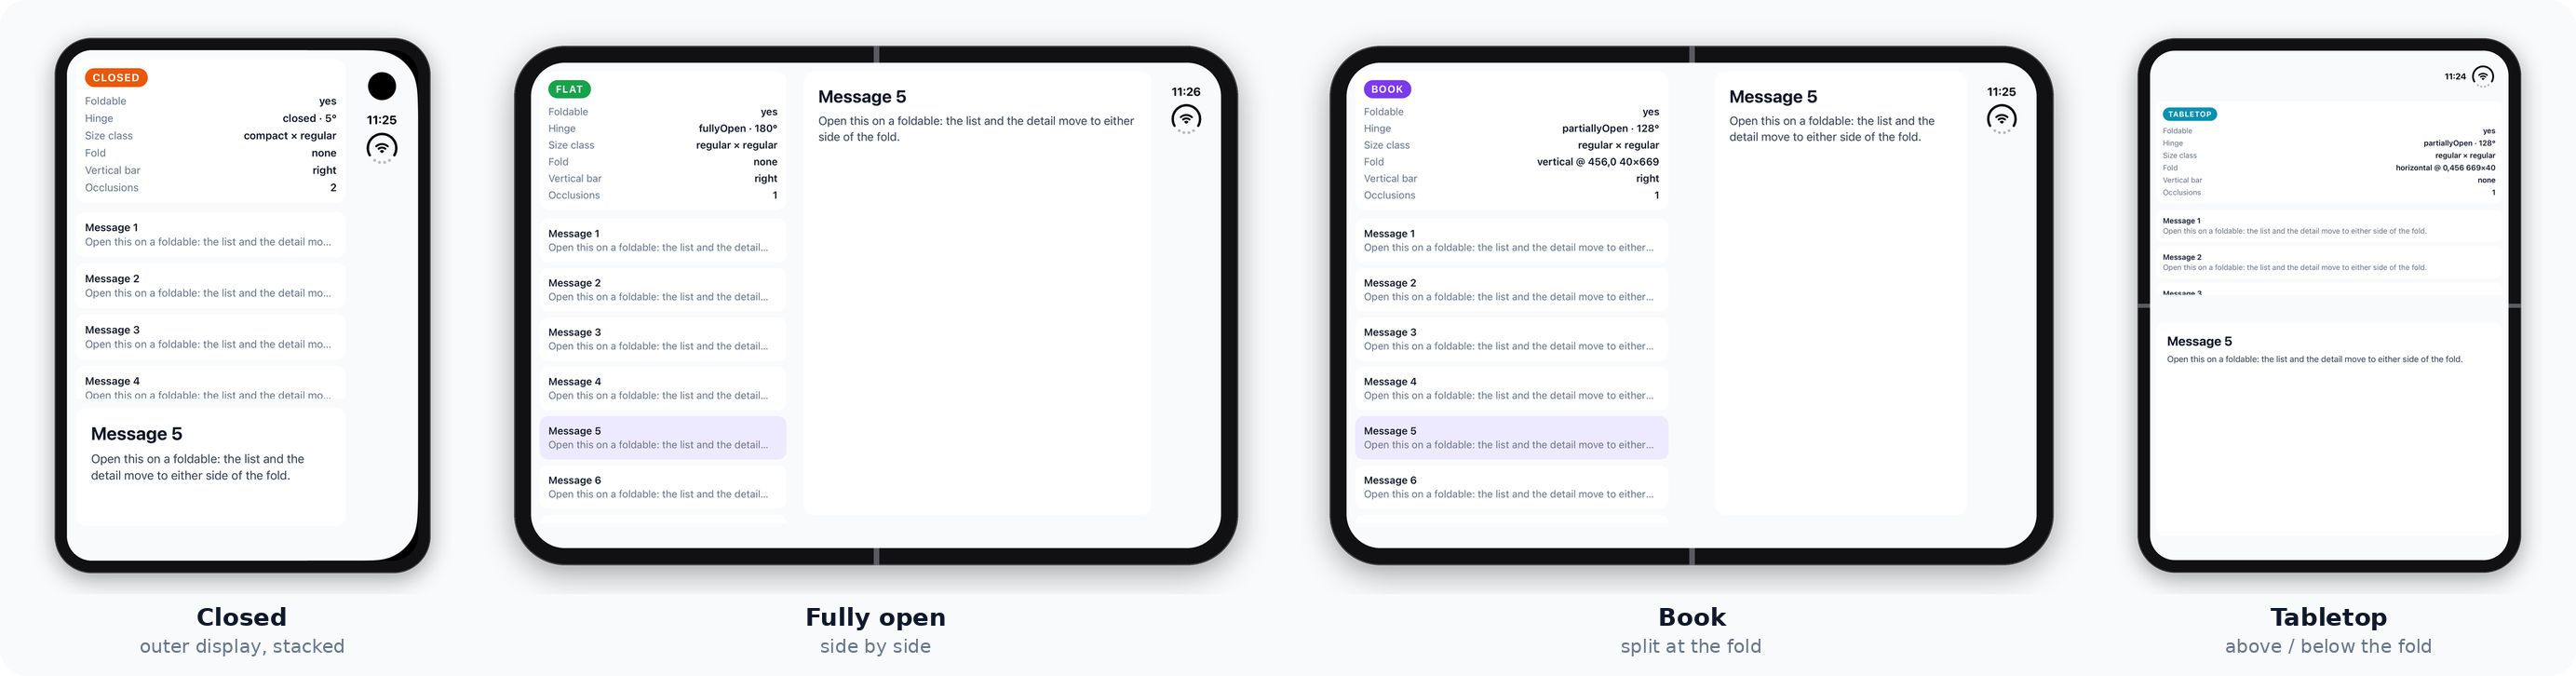 CLOSED
Foldable yes
Hinge closed · 5°
Size class compact × regular
Fold none
Vertical bar right
Occlusions 2
11:25
Message 1
Open this on a foldable: the list and the detail mo...
Message 2
Open this on a foldable: the list and the detail mo...
Message 3
Open this on a foldable: the list and the detail mo...
Message 4
Open this on a foldable: the list and the detail mo...
Message 5
Open this on a foldable: the list and the
detail move to either side of the fold.
Closed
outer display, stacked
FLAT
Foldable yes
Hinge fullyOpen · 180°
Size class regular × regular
Fold none
Vertical bar right
Occlusions 1
Message 1
Open this on a foldable: the list and the detail...
Message 2
Open this on a foldable: the list and the detail...
Message 3
Open this on a foldable: the list and the detail...
Message 4
Open this on a foldable: the list and the detail...
Message 5
Open this on a foldable: the list and the detail...
Message 6
Open this on a foldable: the list and the detail...
Message 5
Open this on a foldable: the list and the detail move to either
side of the fold.
11:26
Fully open
side by side
BOOK
Foldable yes
Hinge partiallyOpen · 128°
Size class regular × regular
Fold vertical @ 456,0 40×669
Vertical bar right
Occlusions 1
Message 1
Open this on a foldable: the list and the detail move to either...
Message 2
Open this on a foldable: the list and the detail move to either...
Message 3
Open this on a foldable: the list and the detail move to either...
Message 4
Open this on a foldable: the list and the detail move to either...
Message 5
Open this on a foldable: the list and the detail move to either...
Message 6
Open this on a foldable: the list and the detail move to either...
Message 5
Open this on a foldable: the list and the
detail move to either side of the fold.
11:25
Book
split at the fold
11:24
TABLETOP
Foldable yes
Hinge partiallyOpen · 128°
Size class regular × regular
Fold horizontal @ 0,456 669×40
Vertical bar none
Occlusions 1
Message 1
Open this on a foldable: the list and the detail move to either side of the fold.
Message 2
Open this on a foldable: the list and the detail move to either side of the fold.
Message 3
Message 5
Open this on a foldable: the list and the detail move to either side of the fold.
Tabletop
above / below the fold